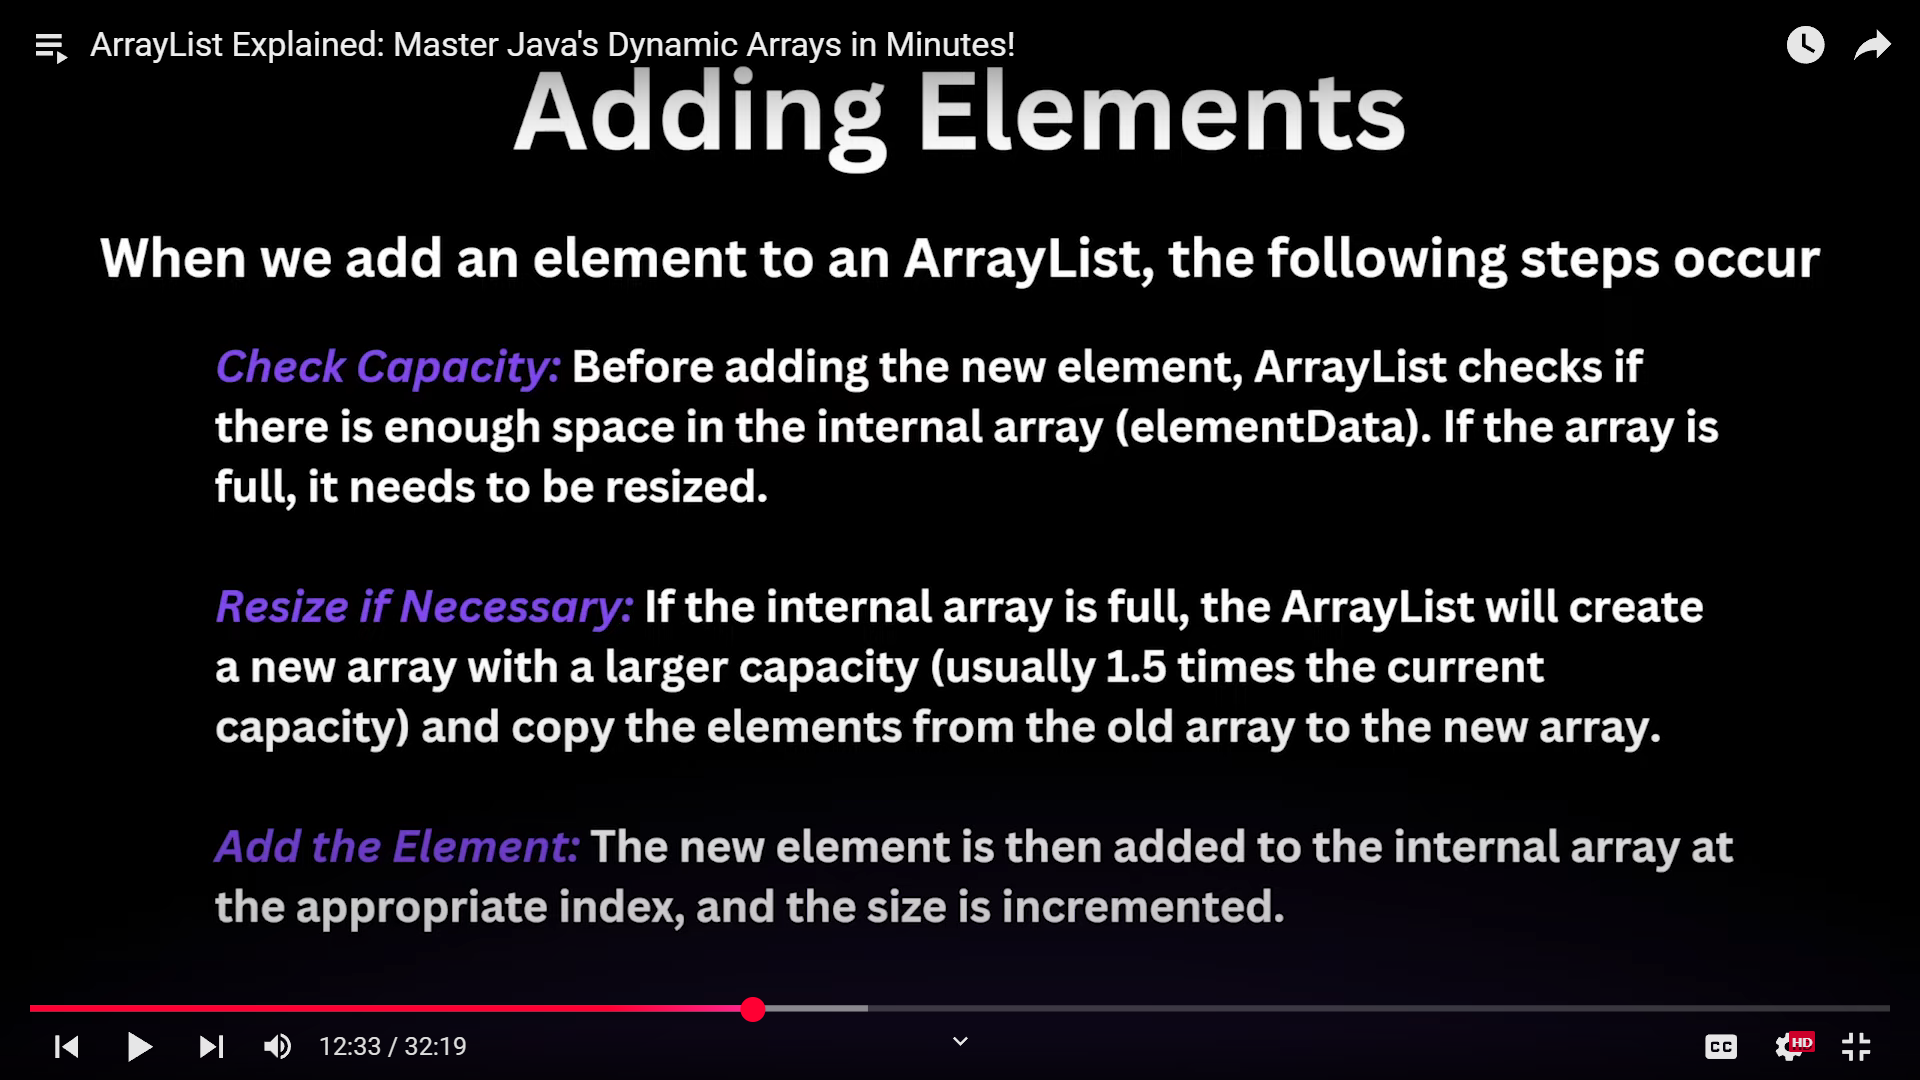 ArrayList Explained: Master Java's Dynamic Arrays in Minutes!
Adding Elements
When we add an element to an ArrayList, the following steps occur
Check Capacity: Before adding the new element, ArrayList checks if
there is enough space in the internal array (elementData). If the array is
full, it needs to be resized.
Resize if Necessary: If the internal array is full, the ArrayList will create
a new array with a larger capacity (usually 1.5 times the current
capacity) and copy the elements from the old array to the new array.
Add the Element: The new element is then added to the internal array at
the appropriate index, and the size is incremented.
12:33 / 32:19
CC
HD